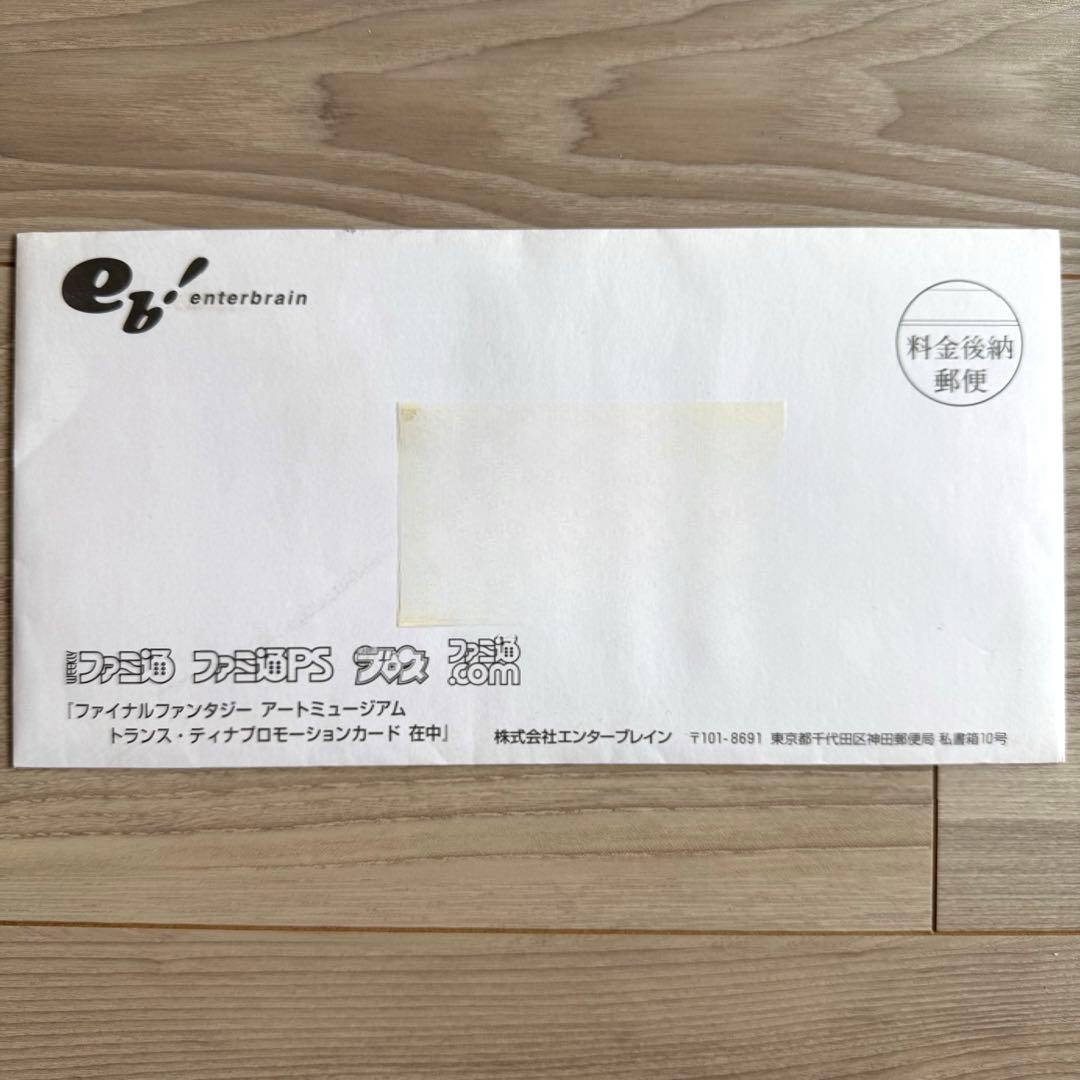 eb! enterbrain
料金後納
郵便
WEEKLY ファミ通 ファミ通PS ブロス ファミ通.com
『ファイナルファンタジー アートミュージアム
トランス・ティナプロモーションカード 在中』
株式会社エンターブレイン 〒101-8691 東京都千代田区神田郵便局 私書箱10号